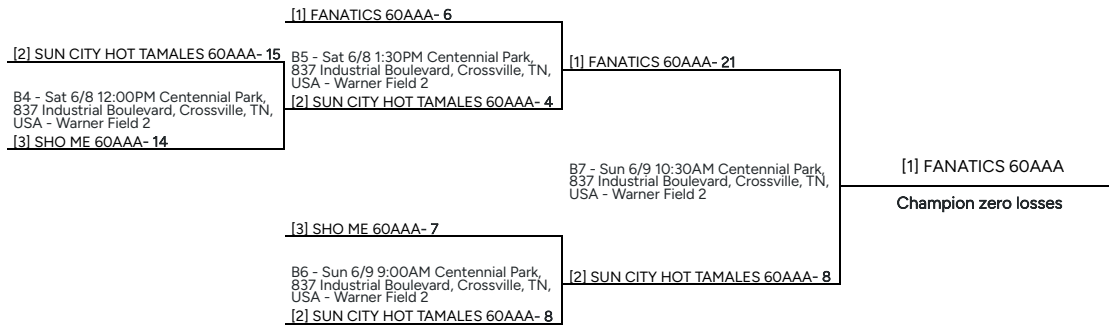 [1] FANATICS 60AAA- 6
[2] SUN CITY HOT TAMALES 60AAA- 15
B5 - Sat 6/8 1:30PM Centennial Park,
837 Industrial Boulevard, Crossville, TN,
USA - Warner Field 2
[1] FANATICS 60AAA- 21
B4 - Sat 6/8 12:00PM Centennial Park,
837 Industrial Boulevard, Crossville, TN,
USA - Warner Field 2
[2] SUN CITY HOT TAMALES 60AAA- 4
[3] SHO ME 60AAA- 14
B7 - Sun 6/9 10:30AM Centennial Park,
837 Industrial Boulevard, Crossville, TN,
USA - Warner Field 2
[1] FANATICS 60AAA
Champion zero losses
[3] SHO ME 60AAA- 7
B6 - Sun 6/9 9:00AM Centennial Park,
837 Industrial Boulevard, Crossville, TN,
USA - Warner Field 2
[2] SUN CITY HOT TAMALES 60AAA- 8
[2] SUN CITY HOT TAMALES 60AAA- 8